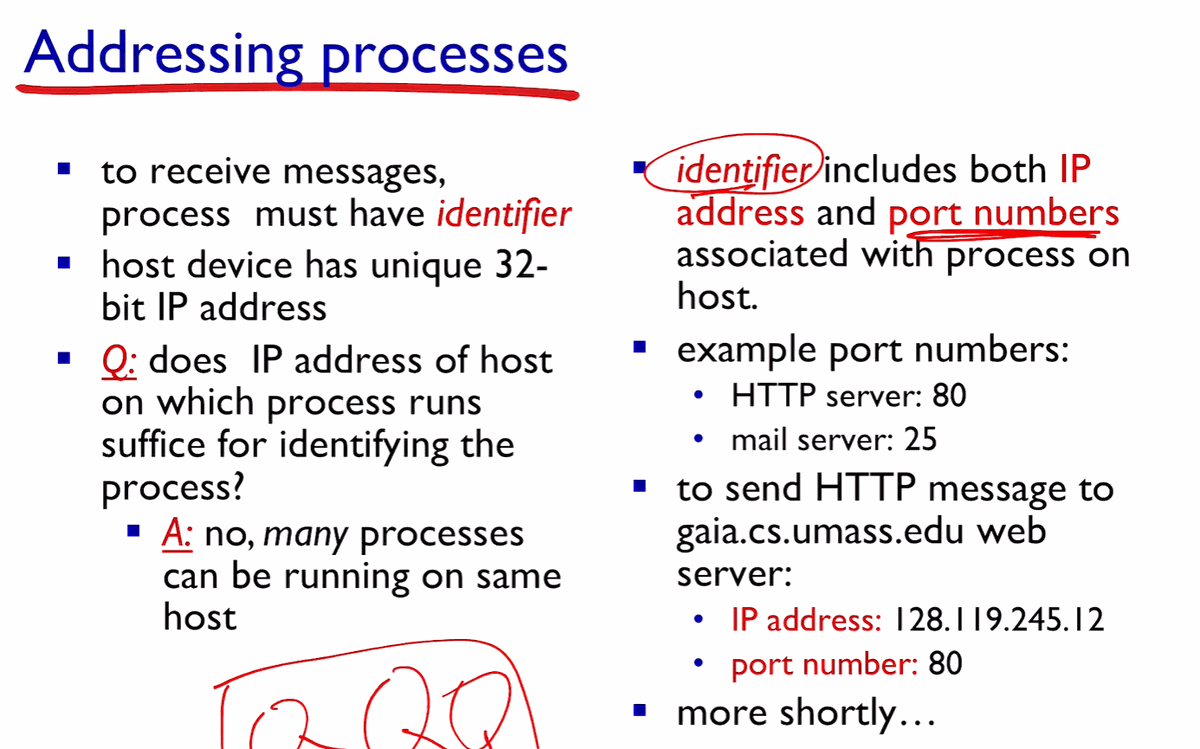 Addressing processes
to receive messages,
process must have identifier
host device has unique 32-
bit IP address
Q: does IP address of host
on which process runs
suffice for identifying the
process?
A: no, many processes
can be running on same
host
identifier includes both IP
address and port numbers
associated with process on
host.
example port numbers:
HTTP server: 80
mail server: 25
to send HTTP message to
gaia.cs.umass.edu web
server:
IP address: 128.119.245.12
port number: 80
more shortly…